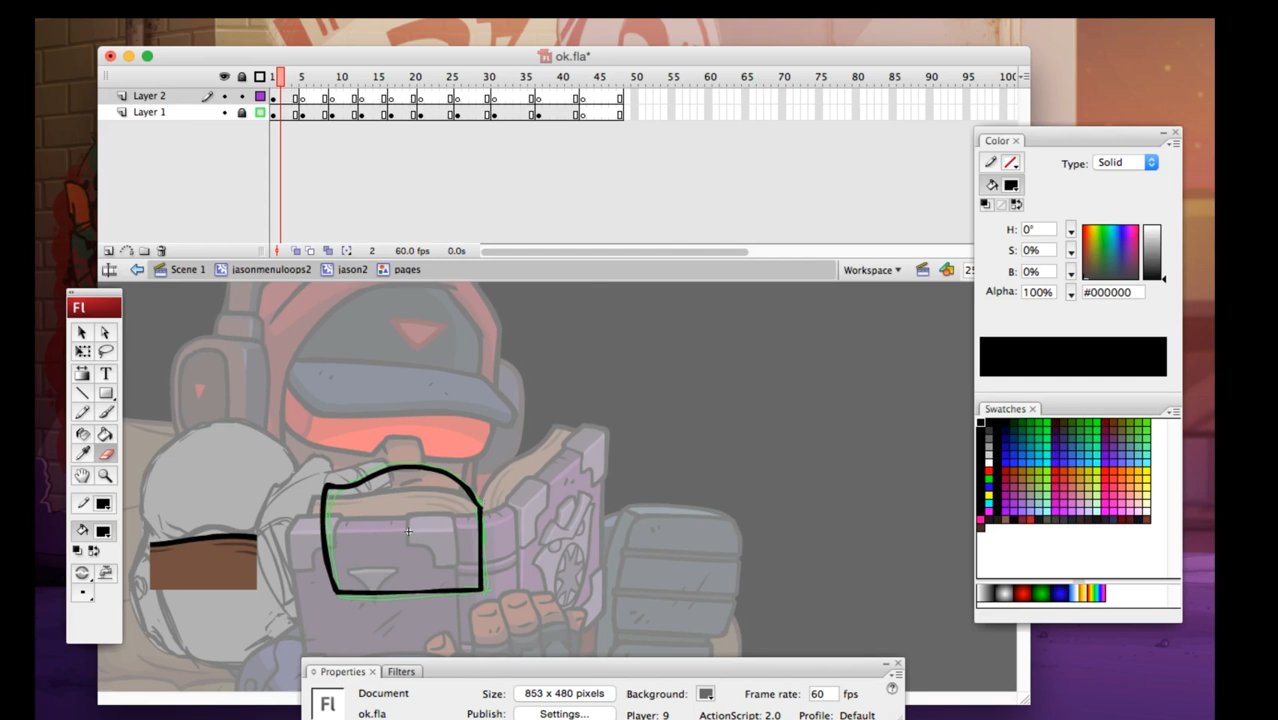 ok.fla*
1 5 10 15 20 25 30 35 40 45 50 55 60 65 70 75 80 85 90 95 100
Layer 2
Layer 1
2 60.0 fps 0.0s
Scene 1 jasonmenuloops2 jason2 pages Workspace
Fl
T
Color
Type: Solid
H: 0°
S: 0%
B: 0%
Alpha: 100% #000000
Swatches
Properties Filters
Fl
Document Size: 853 x 480 pixels Background: Frame rate: 60 fps
ok.fla Publish: Settings... Player: 9 ActionScript: 2.0 Profile: Default